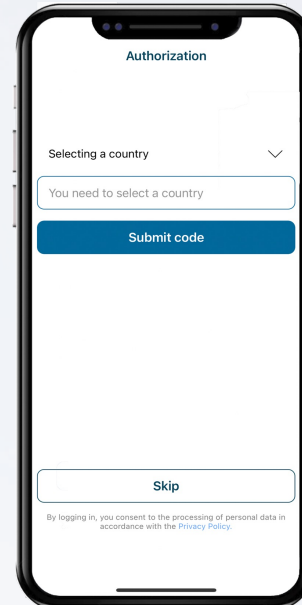 Authorization
Selecting a country
You need to select a country
Submit code
Skip
By logging in, you consent to the processing of personal data in
accordance with the Privacy Policy.